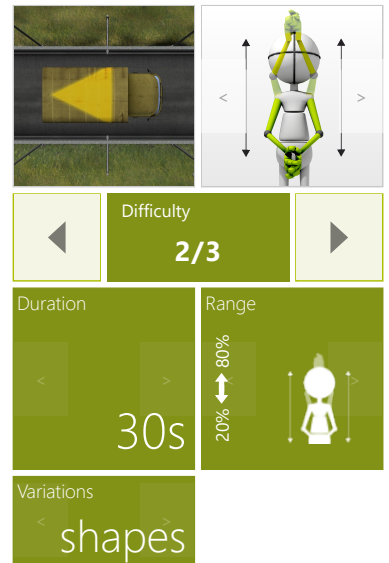 Difficulty
2/3
Duration
30s
Range
20% 80%
Variations
shapes